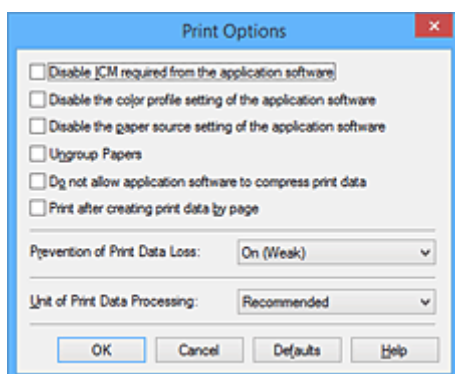 Print Options
Disable ICM required from the application software
Disable the color profile setting of the application software
Disable the paper source setting of the application software
Ungroup Papers
Do not allow application software to compress print data
Print after creating print data by page
Prevention of Print Data Loss: On (Weak)
Unit of Print Data Processing: Recommended
OK Cancel Defaults Help